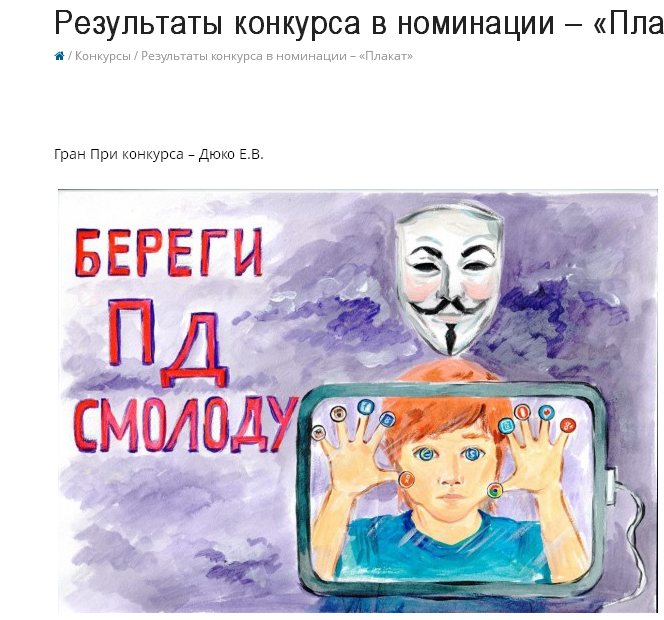 Результаты конкурса в номинации – «Пла
/ Конкурсы / Результаты конкурса в номинации – «Плакат»
Гран При конкурса – Дюко Е.В.
БЕРЕГИ
ПД
СМОЛОДУ